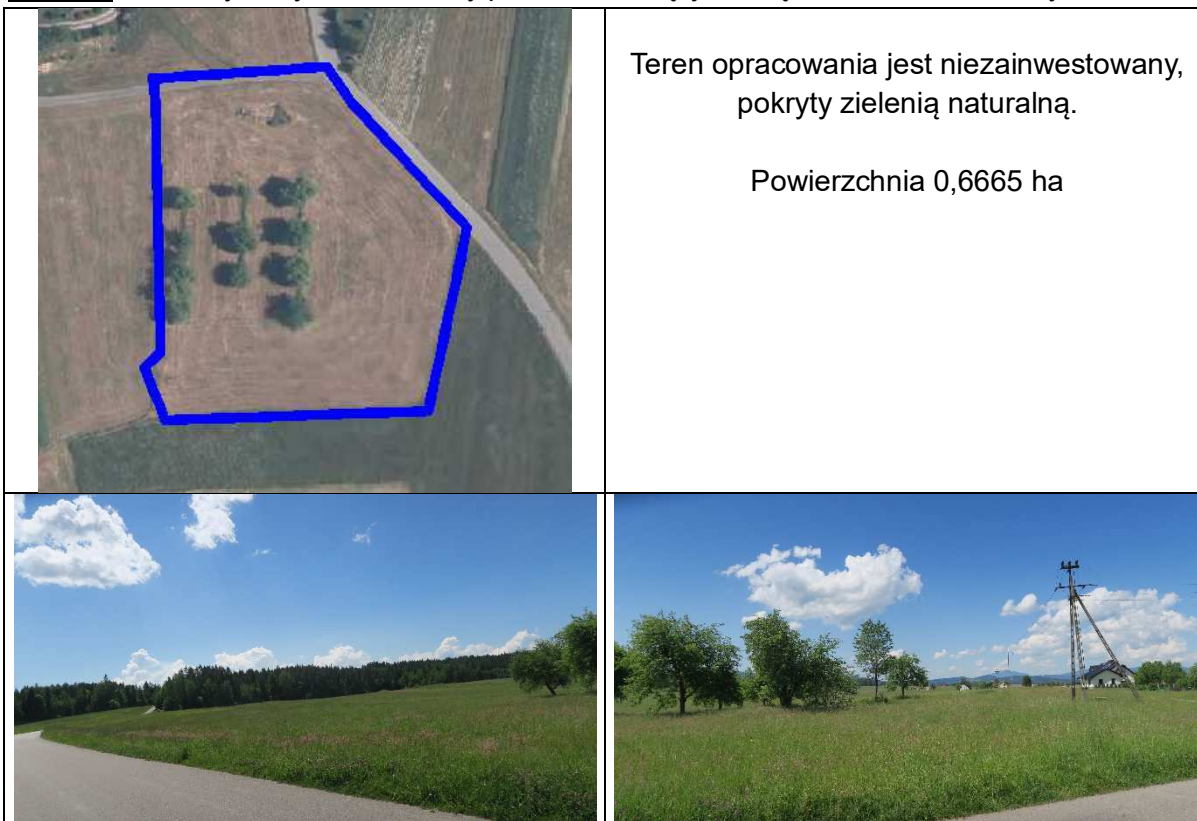 Teren opracowania jest niezainwestowany,
pokryty zielenią naturalną.
Powierzchnia 0,6665 ha